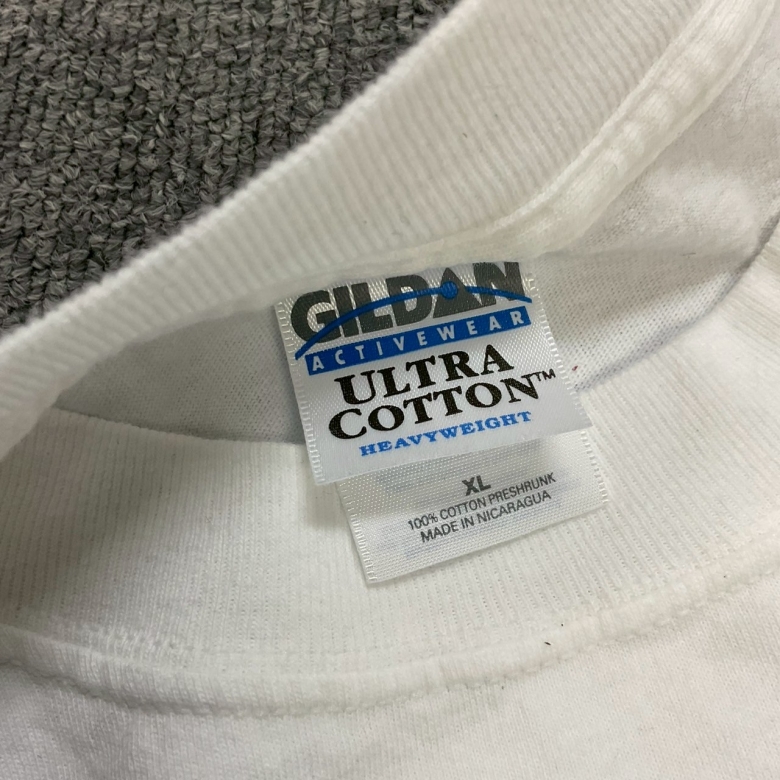 GILDAN
ACTIVEWEAR
ULTRA
COTTON™
HEAVYWEIGHT
XL
100% COTTON PRESHRUNK
MADE IN NICARAGUA